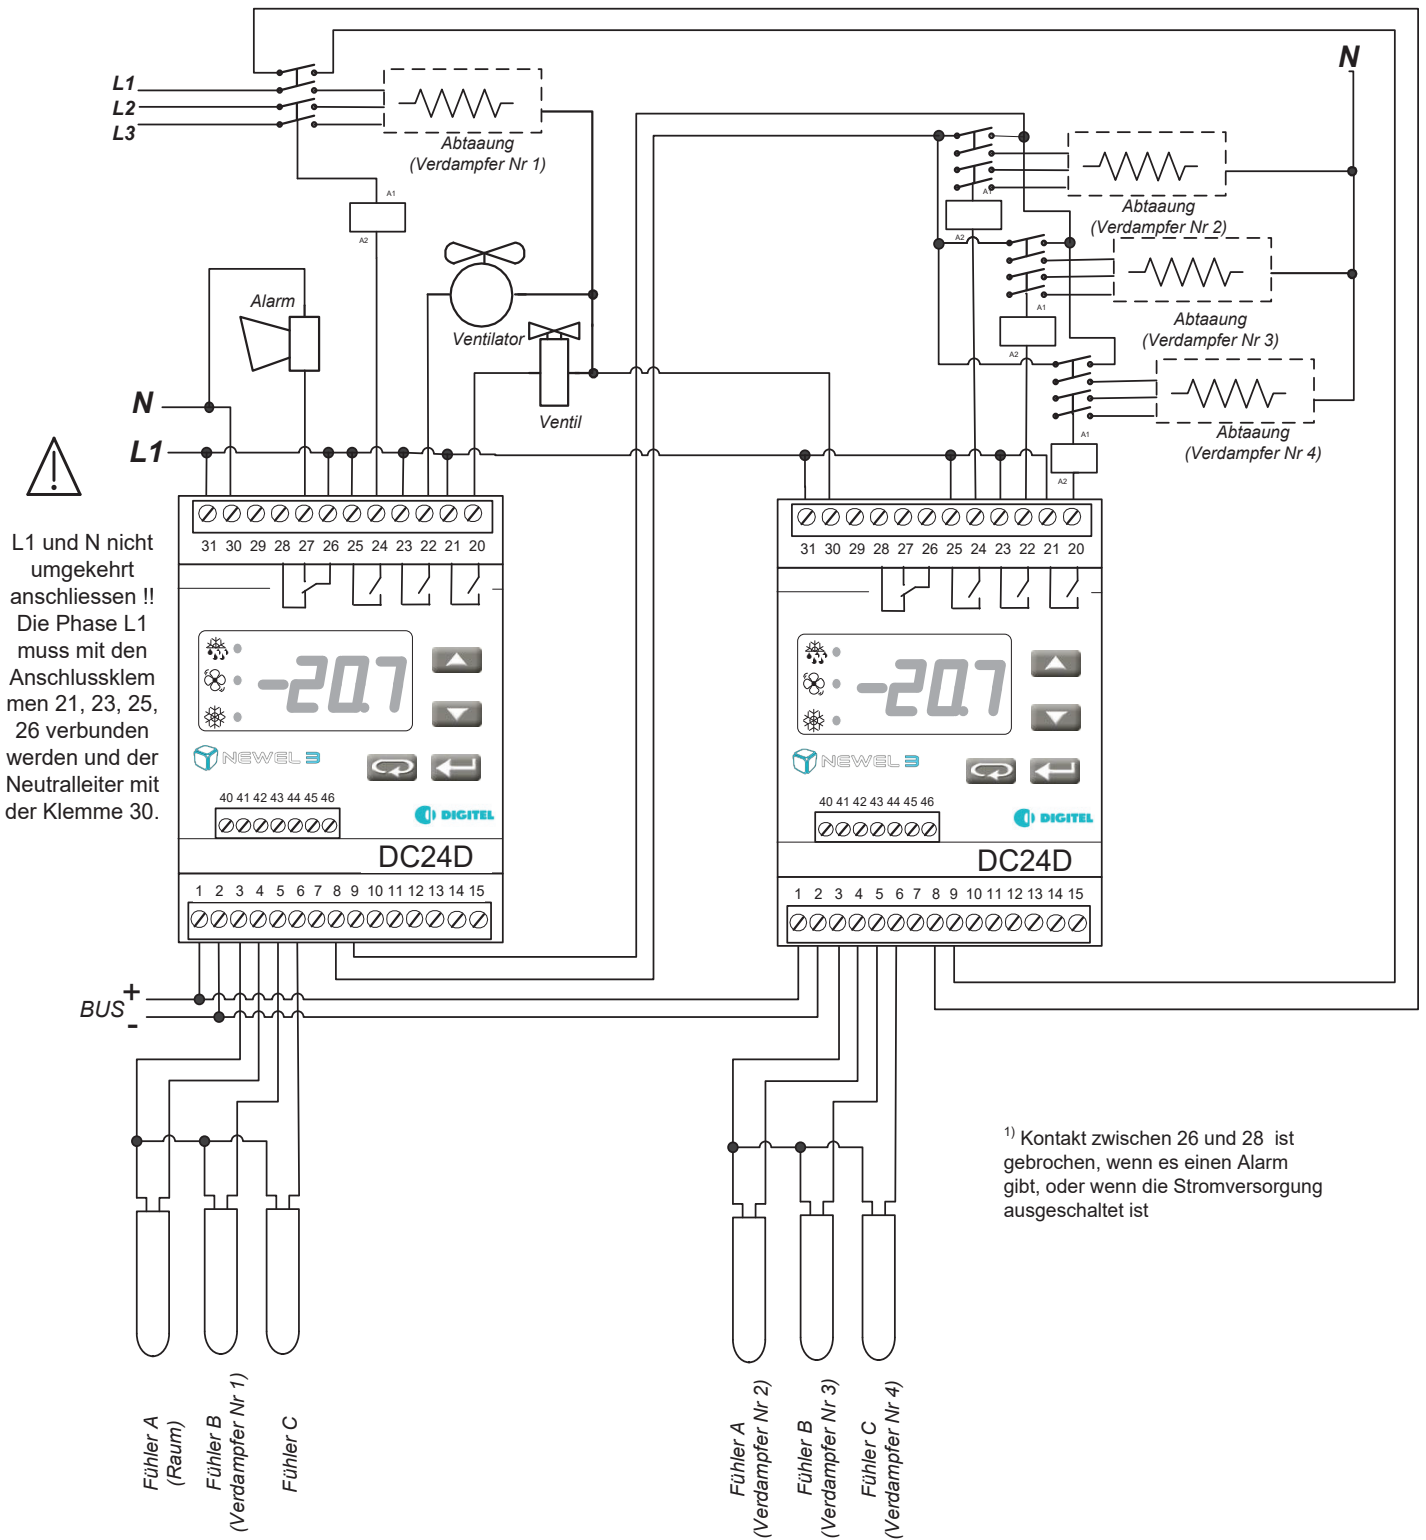 L1
L2
L3
Abtaaung
(Verdampfer Nr 1)
A1
A2
N
A1
Abtaaung
(Verdampfer Nr 2)
A2
A1
Abtaaung
(Verdampfer Nr 3)
A2
A1
Abtaaung
(Verdampfer Nr 4)
A2
Alarm
Ventilator
Ventil
N
L1
L1 und N nicht
umgekehrt
anschliessen !!
Die Phase L1
muss mit den
Anschlussklem
men 21, 23, 25,
26 verbunden
werden und der
Neutralleiter mit
der Klemme 30.
31 30 29 28 27 26 25 24 23 22 21 20
-20.7
NEWEL 3
40 41 42 43 44 45 46
DIGITEL
DC24D
1 2 3 4 5 6 7 8 9 10 11 12 13 14 15
31 30 29 28 27 26 25 24 23 22 21 20
-20.7
NEWEL 3
40 41 42 43 44 45 46
DIGITEL
DC24D
1 2 3 4 5 6 7 8 9 10 11 12 13 14 15
BUS
+
-
1) Kontakt zwischen 26 und 28 ist
gebrochen, wenn es einen Alarm
gibt, oder wenn die Stromversorgung
ausgeschaltet ist
Fühler A
(Raum)
Fühler B
(Verdampfer Nr 1)
Fühler C
Fühler A
(Verdampfer Nr 2)
Fühler B
(Verdampfer Nr 3)
Fühler C
(Verdampfer Nr 4)